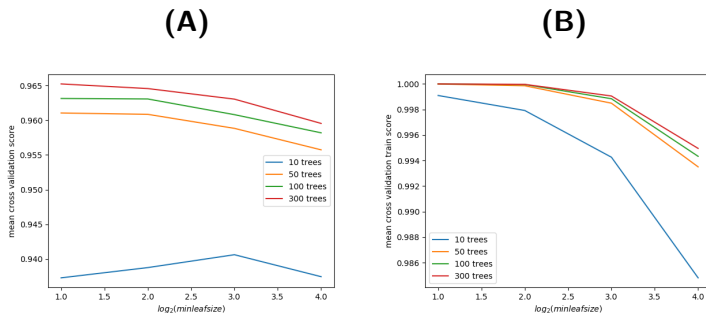 (A)
(B)
mean cross validation score
0.965
0.960
0.955
0.950
0.945
0.940
10 trees
50 trees
100 trees
300 trees
1.0 1.5 2.0 2.5 3.0 3.5 4.0
log₂(minleafsize)
mean cross validation train score
1.000
0.998
0.996
0.994
0.992
0.990
0.988
0.986
10 trees
50 trees
100 trees
300 trees
1.0 1.5 2.0 2.5 3.0 3.5 4.0
log₂(minleafsize)